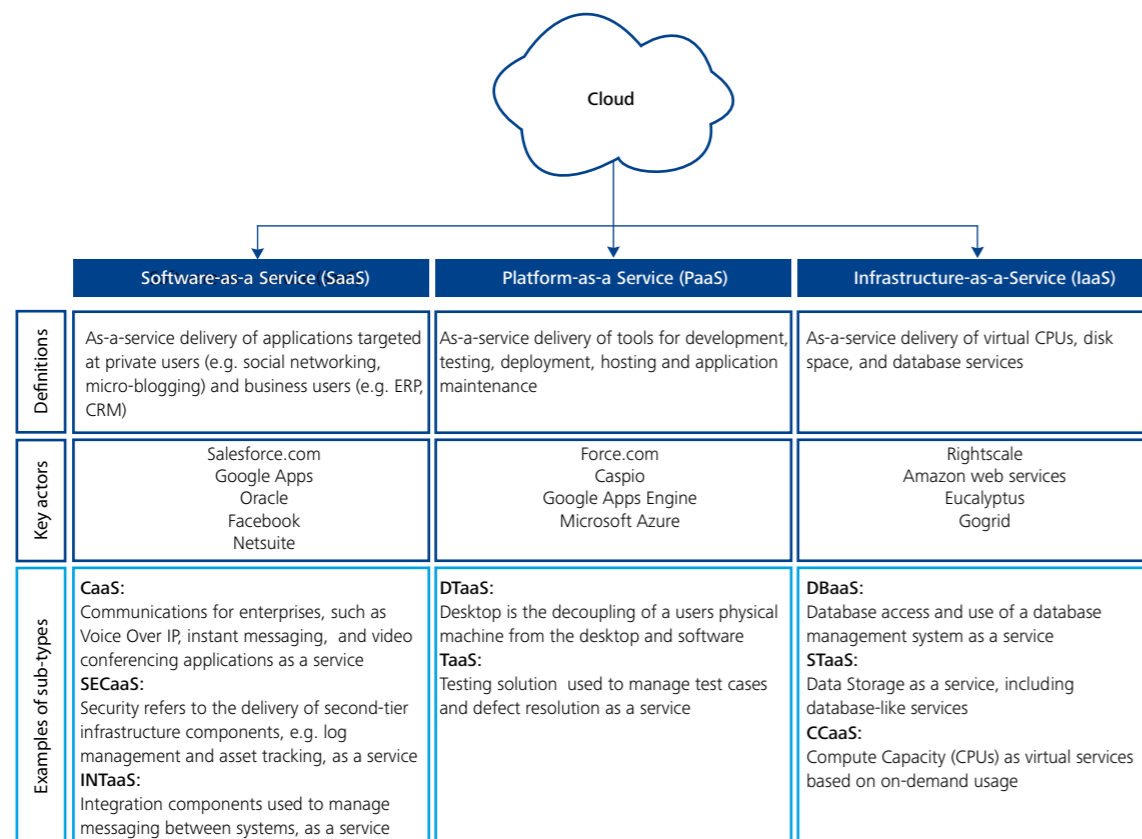 Cloud
Software-as-a Service (SaaS)
Platform-as-a Service (PaaS)
Infrastructure-as-a-Service (IaaS)
Definitions
As-a-service delivery of applications targeted
at private users (e.g. social networking,
micro-blogging) and business users (e.g. ERP,
CRM)
As-a-service delivery of tools for development,
testing, deployment, hosting and application
maintenance
As-a-service delivery of virtual CPUs, disk
space, and database services
Key actors
Salesforce.com
Google Apps
Oracle
Facebook
Netsuite
Force.com
Caspio
Google Apps Engine
Microsoft Azure
Rightscale
Amazon web services
Eucalyptus
Gogrid
Examples of sub-types
CaaS:
Communications for enterprises, such as
Voice Over IP, instant messaging, and video
conferencing applications as a service
SECaaS:
Security refers to the delivery of second-tier
infrastructure components, e.g. log
management and asset tracking, as a service
INTaaS:
Integration components used to manage
messaging between systems, as a service
DTaaS:
Desktop is the decoupling of a users physical
machine from the desktop and software
TaaS:
Testing solution used to manage test cases
and defect resolution as a service
DBaaS:
Database access and use of a database
management system as a service
STaaS:
Data Storage as a service, including
database-like services
CCaaS:
Compute Capacity (CPUs) as virtual services
based on on-demand usage